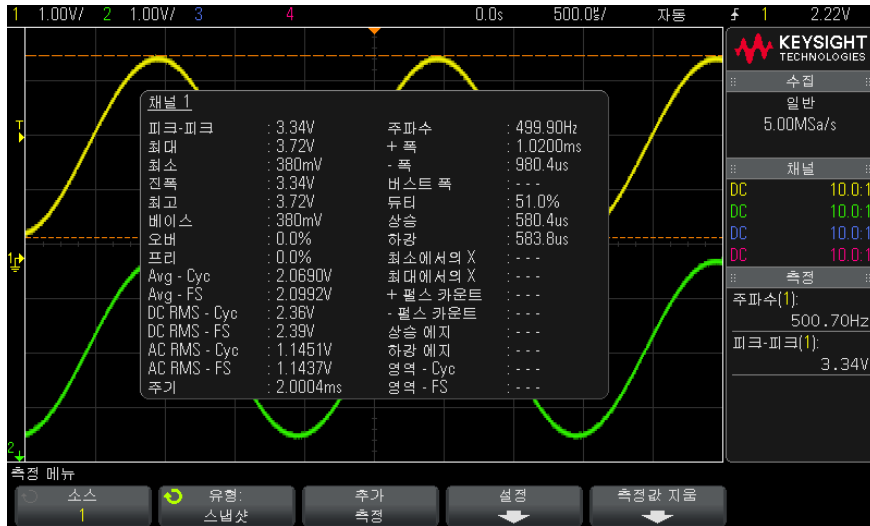 1 1.00V/ 2 1.00V/ 3 4 0.0s 500.0us/ 자동 1 2.22V
KEYSIGHT
TECHNOLOGIES
수집
일반
5.00MSa/s
채널
DC 10.0:1
DC 10.0:1
DC 10.0:1
DC 10.0:1
측정
주파수(1):
500.70Hz
피크-피크(1):
3.34V
T
1
2
채널 1
피크-피크 : 3.34V 주파수 : 499.90Hz
최대 : 3.72V + 폭 : 1.0200ms
최소 : 380mV - 폭 : 980.4us
진폭 : 3.34V 버스트 폭 : - - -
최고 : 3.72V 듀티 : 51.0%
베이스 : 380mV 상승 : 580.4us
오버 : 0.0% 하강 : 583.8us
프리 : 0.0% 최소에서의 X : - - -
Avg - Cyc : 2.0690V 최대에서의 X : - - -
Avg - FS : 2.0992V + 펄스 카운트 : - - -
DC RMS - Cyc : 2.36V - 펄스 카운트 : - - -
DC RMS - FS : 2.39V 상승 에지 : - - -
AC RMS - Cyc : 1.1451V 하강 에지 : - - -
AC RMS - FS : 1.1437V 영역 - Cyc : - - -
주기 : 2.0004ms 영역 - FS : - - -
측정 메뉴
소스
1
유형:
스냅샷
추가
측정
설정
측정값 지움